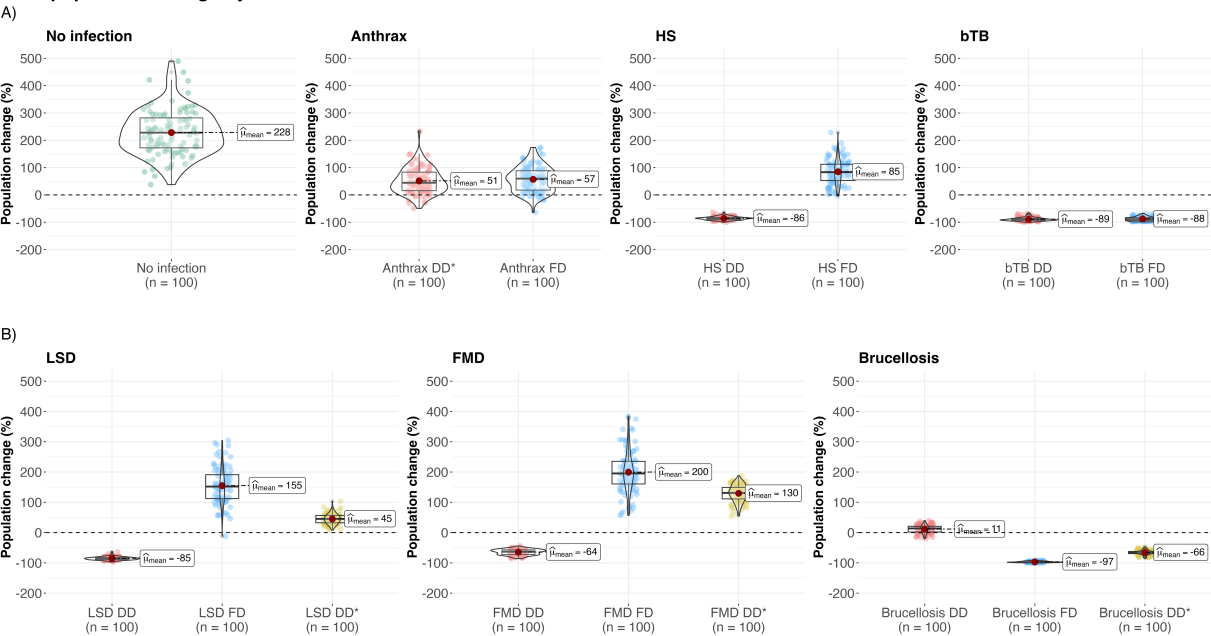 A)
No infection
Anthrax
HS
bTB
Population change (%)
500
400
300
200
100
0
-100
-200
μ̂mean = 228
No infection
(n = 100)
Population change (%)
500
400
300
200
100
0
-100
-200
μ̂mean = 51
μ̂mean = 57
Anthrax DD*
(n = 100)
Anthrax FD
(n = 100)
Population change (%)
500
400
300
200
100
0
-100
-200
μ̂mean = -86
μ̂mean = 85
HS DD
(n = 100)
HS FD
(n = 100)
Population change (%)
500
400
300
200
100
0
-100
-200
μ̂mean = -89
μ̂mean = -88
bTB DD
(n = 100)
bTB FD
(n = 100)
B)
LSD
FMD
Brucellosis
Population change (%)
500
400
300
200
100
0
-100
-200
μ̂mean = -85
μ̂mean = 155
μ̂mean = 45
LSD DD
(n = 100)
LSD FD
(n = 100)
LSD DD*
(n = 100)
Population change (%)
500
400
300
200
100
0
-100
-200
μ̂mean = -64
μ̂mean = 200
μ̂mean = 130
FMD DD
(n = 100)
FMD FD
(n = 100)
FMD DD*
(n = 100)
Population change (%)
500
400
300
200
100
0
-100
-200
μ̂mean = 11
μ̂mean = -97
μ̂mean = -66
Brucellosis DD
(n = 100)
Brucellosis FD
(n = 100)
Brucellosis DD*
(n = 100)